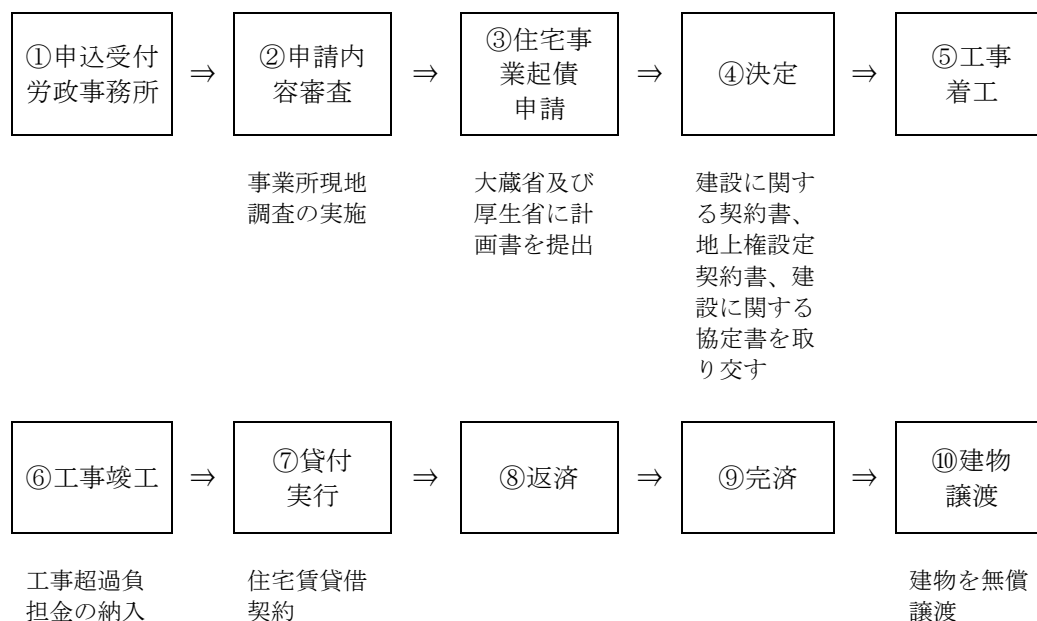 ①申込受付
労政事務所
⇒
②申請内
容審査
⇒
③住宅事
業起債
申請
⇒
④決定
⇒
⑤工事
着工
事業所現地
調査の実施
大蔵省及び
厚生省に計
画書を提出
建設に関す
る契約書、
地上権設定
契約書、建
設に関する
協定書を取
り交す
⑥工事竣工
⇒
⑦貸付
実行
⇒
⑧返済
⇒
⑨完済
⇒
⑩建物
譲渡
工事超過負
担金の納入
住宅賃貸借
契約
建物を無償
譲渡